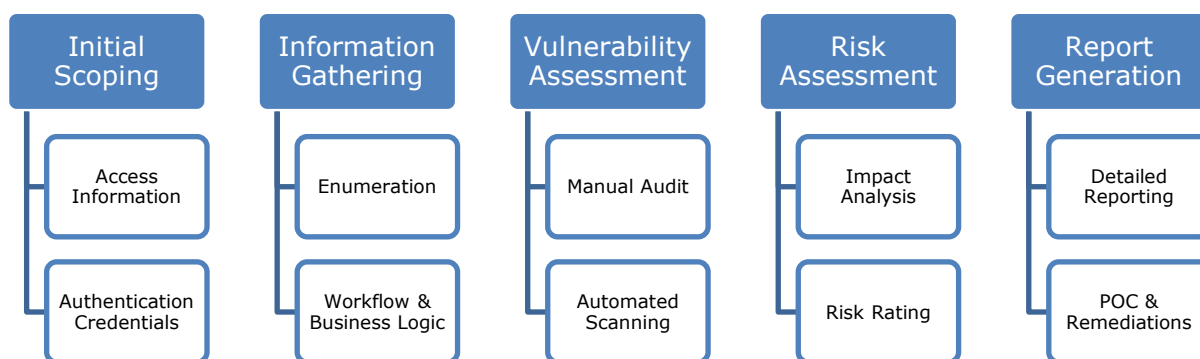 Initial
Scoping
Access
Information
Authentication
Credentials
Information
Gathering
Enumeration
Workflow &
Business Logic
Vulnerability
Assessment
Manual Audit
Automated
Scanning
Risk
Assessment
Impact
Analysis
Risk Rating
Report
Generation
Detailed
Reporting
POC &
Remediations